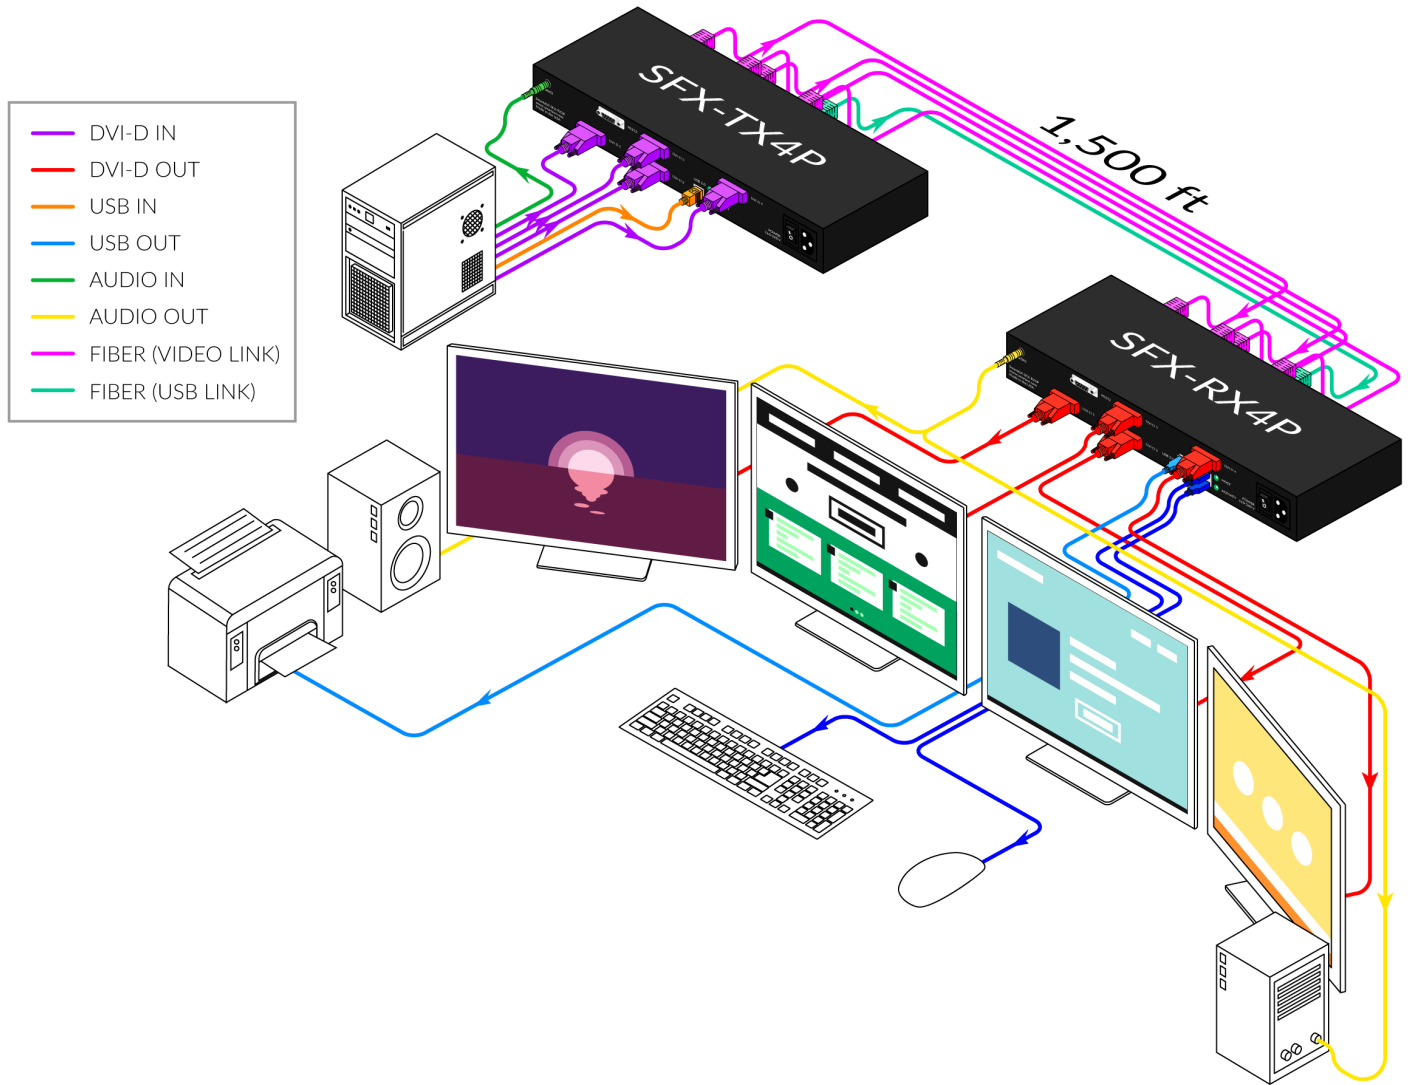 SFX-TX4P
1,500 ft
DVI-D IN
DVI-D OUT
USB IN
USB OUT
AUDIO IN
AUDIO OUT
FIBER (VIDEO LINK)
FIBER (USB LINK)
SFX-RX4P